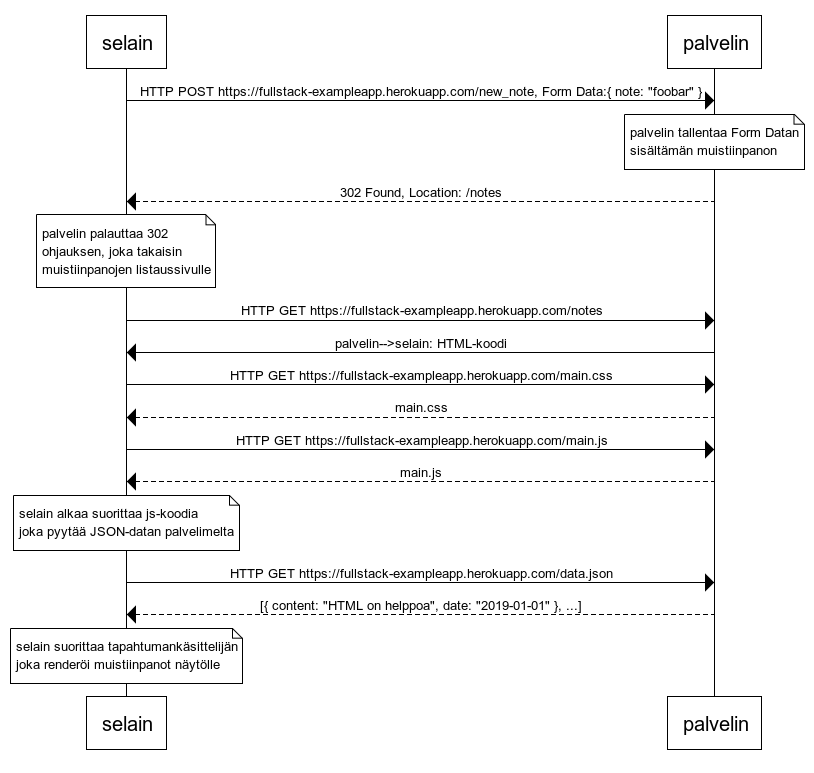 selain
palvelin
HTTP POST https://fullstack-exampleapp.herokuapp.com/new_note, Form Data:{ note: "foobar" }
palvelin tallentaa Form Datan
sisältämän muistiinpanon
302 Found, Location: /notes
palvelin palauttaa 302
ohjauksen, joka takaisin
muistiinpanojen listaussivulle
HTTP GET https://fullstack-exampleapp.herokuapp.com/notes
palvelin-->selain: HTML-koodi
HTTP GET https://fullstack-exampleapp.herokuapp.com/main.css
main.css
HTTP GET https://fullstack-exampleapp.herokuapp.com/main.js
main.js
selain alkaa suorittaa js-koodia
joka pyytää JSON-datan palvelimelta
HTTP GET https://fullstack-exampleapp.herokuapp.com/data.json
[{ content: "HTML on helppoa", date: "2019-01-01" }, ...]
selain suorittaa tapahtumankäsittelijän
joka renderöi muistiinpanot näytölle
selain
palvelin